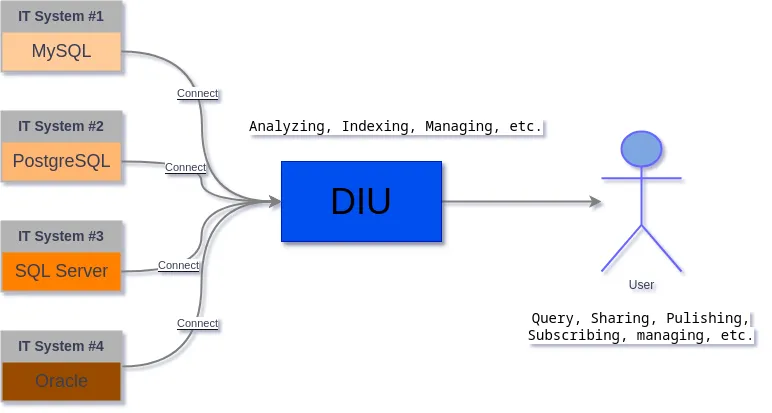 IT System #1
MySQL
Connect
IT System #2
PostgreSQL
Connect
IT System #3
SQL Server
Connect
IT System #4
Oracle
Connect
Analyzing, Indexing, Managing, etc.
DIU
User
Query, Sharing, Pulishing,
Subscribing, managing, etc.